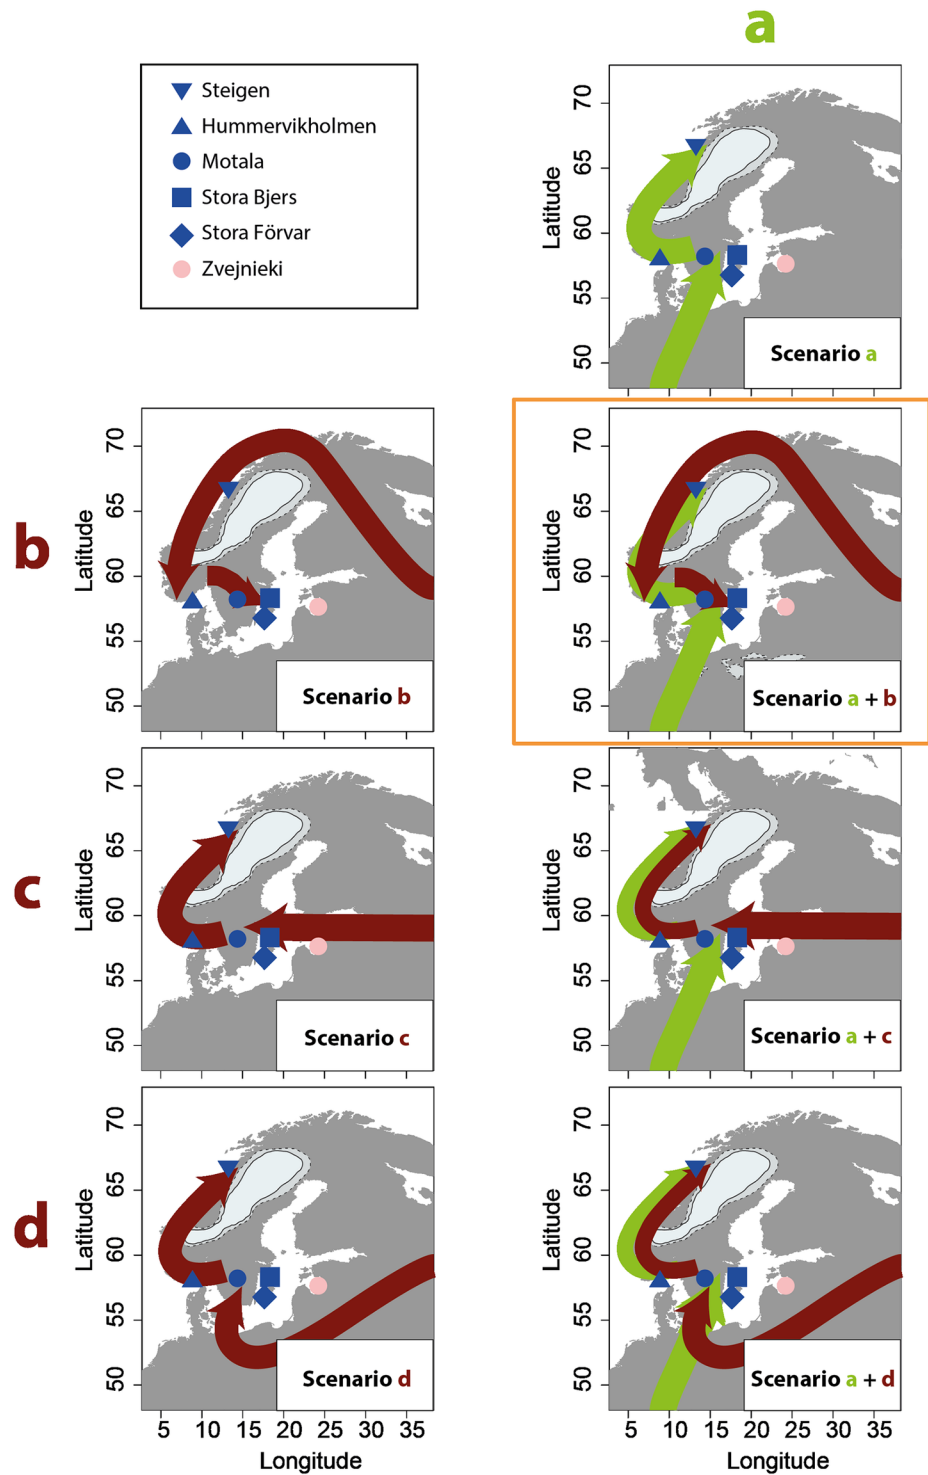 a
Steigen
Hummervikholmen
Motala
Stora Bjers
Stora Förvar
Zvejnieki
Latitude
70
65
60
55
50
Scenario a
b
Latitude
70
65
60
55
50
Scenario b
Latitude
70
65
60
55
50
Scenario a + b
c
Latitude
70
65
60
55
50
Scenario c
Latitude
70
65
60
55
50
Scenario a + c
d
Latitude
70
65
60
55
50
Scenario d
5 10 15 20 25 30 35
Longitude
Latitude
70
65
60
55
50
Scenario a + d
5 10 15 20 25 30 35
Longitude